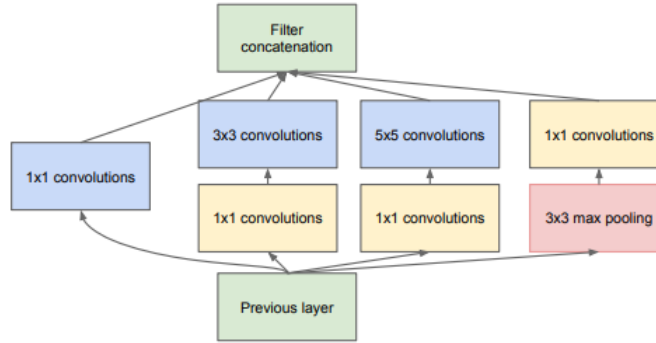 Filter
concatenation
3x3 convolutions
5x5 convolutions
1x1 convolutions
1x1 convolutions
1x1 convolutions
1x1 convolutions
3x3 max pooling
Previous layer